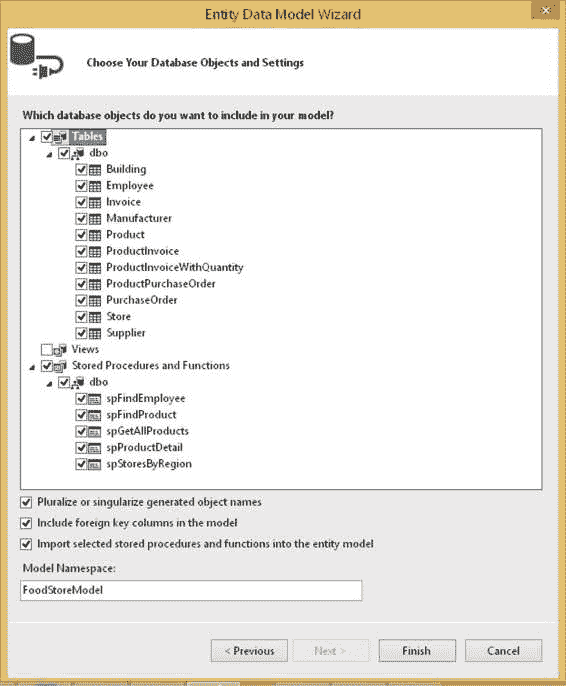 Entity Data Model Wizard
Choose Your Database Objects and Settings
Which database objects do you want to include in your model?
Tables
dbo
Building
Employee
Invoice
Manufacturer
Product
ProductInvoice
ProductInvoiceWithQuantity
ProductPurchaseOrder
PurchaseOrder
Store
Supplier
Views
Stored Procedures and Functions
dbo
spFindEmployee
spFindProduct
spGetAllProducts
spProductDetail
spStoresByRegion
Pluralize or singularize generated object names
Include foreign key columns in the model
Import selected stored procedures and functions into the entity model
Model Namespace:
FoodStoreModel
< Previous Next > Finish Cancel